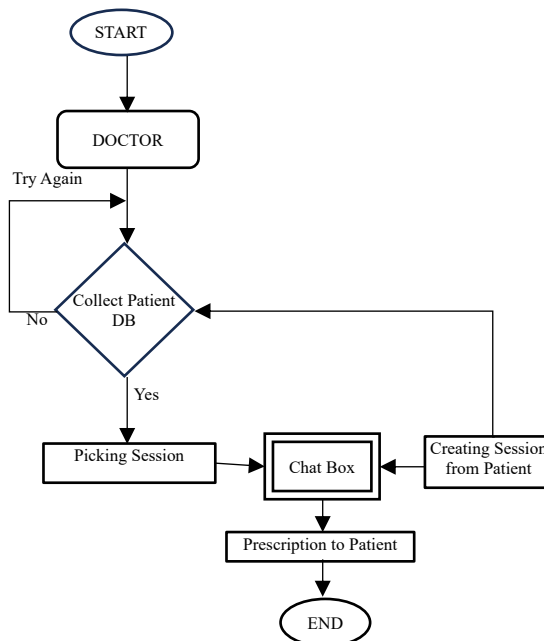 START
DOCTOR
Try Again
Collect Patient
DB
No
Yes
Picking Session
Chat Box
Creating Session
from Patient
Prescription to Patient
END